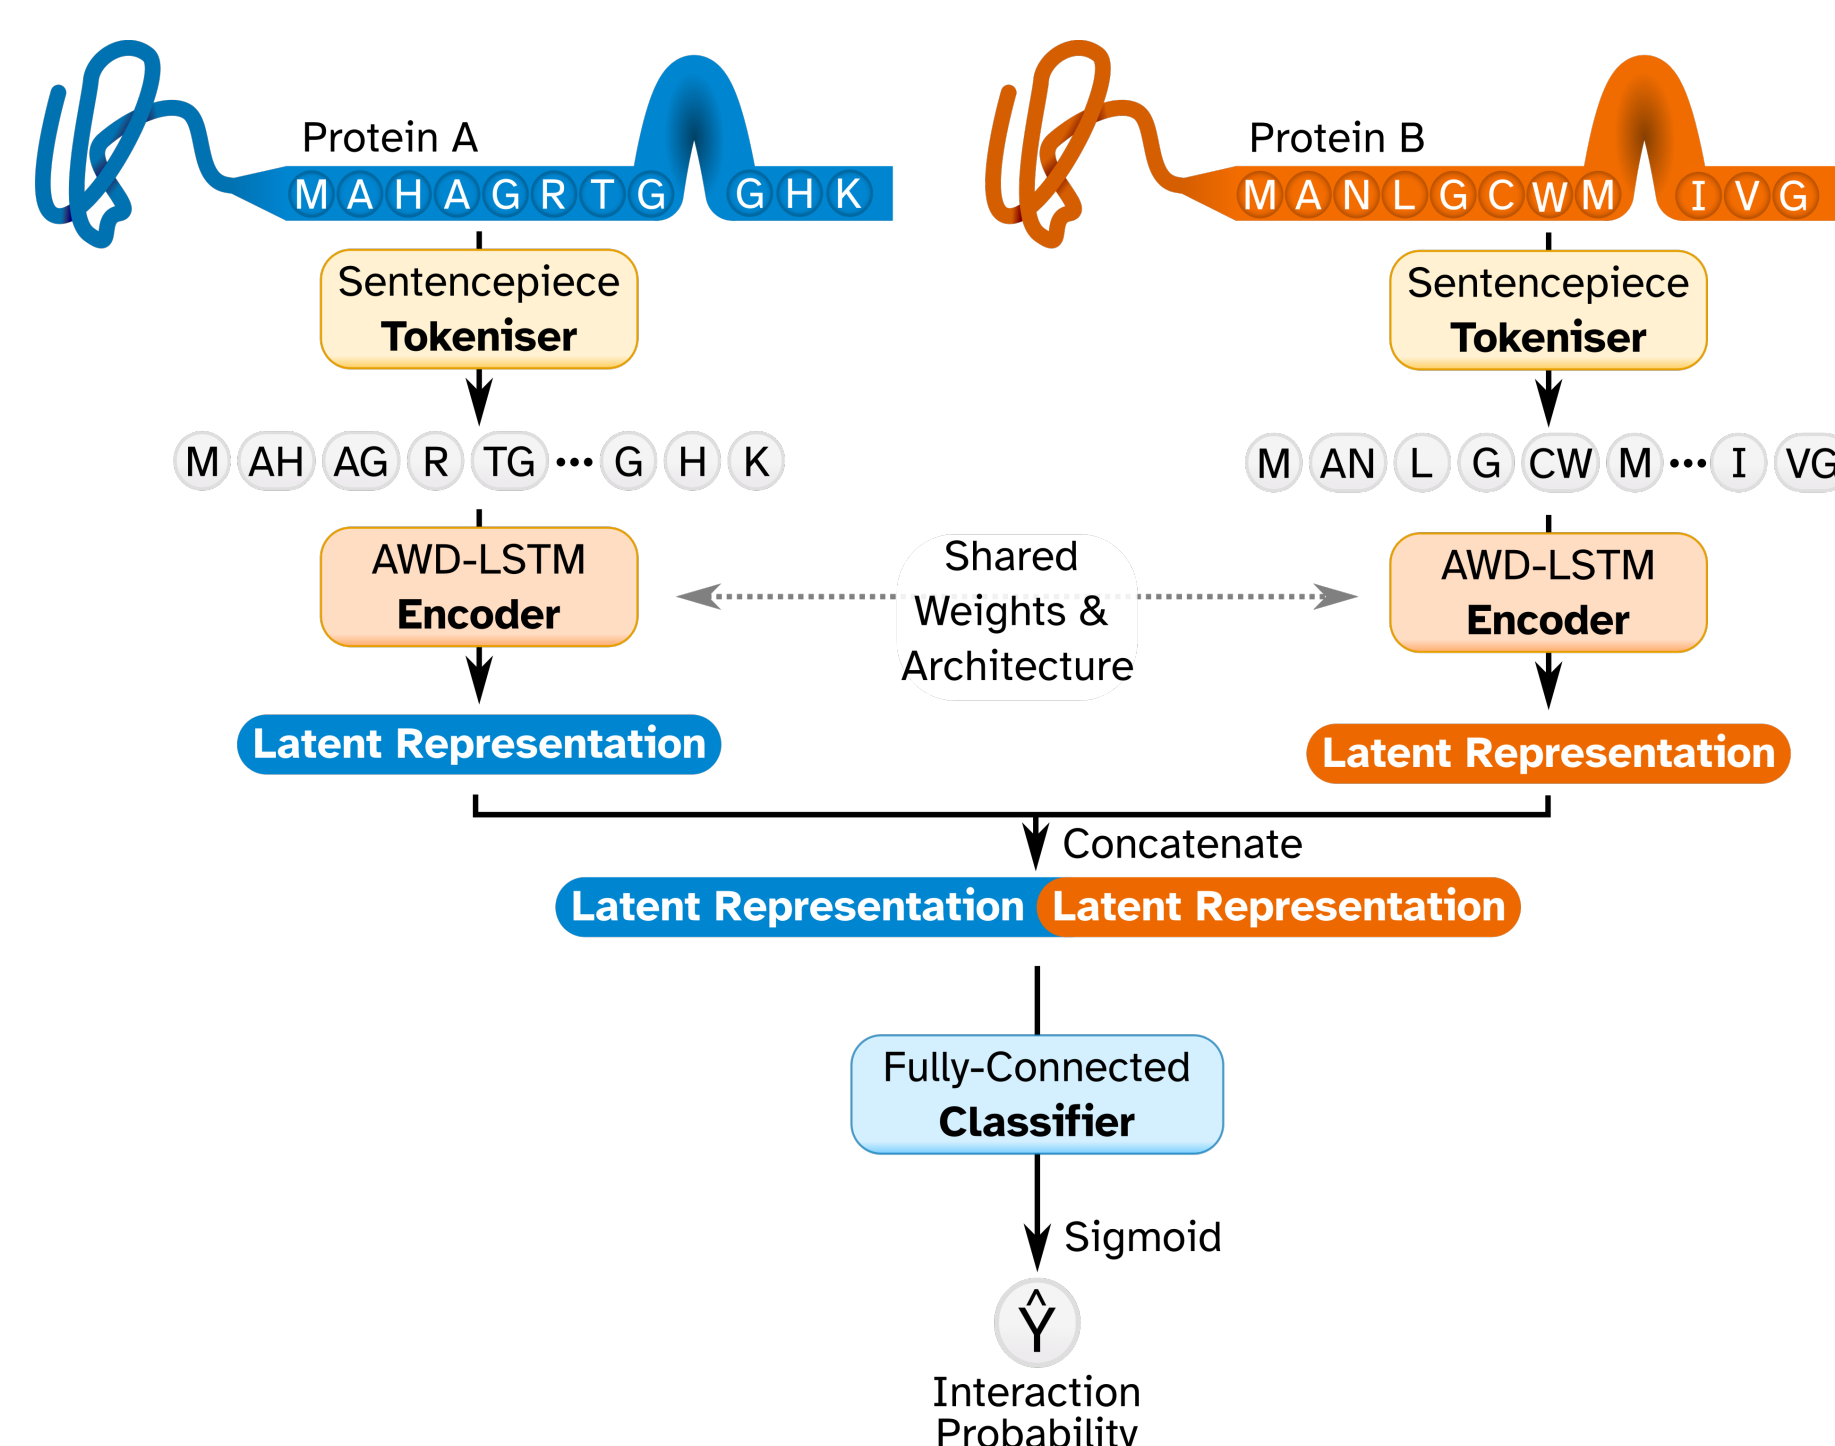 Protein A
M A H A G R T G G H K
Protein B
M A N L G C W M I V G
Sentencepiece
Tokeniser
Sentencepiece
Tokeniser
M AH AG R TG ••• G H K
M AN L G CW M ••• I VG
AWD-LSTM
Encoder
Shared
Weights &
Architecture
AWD-LSTM
Encoder
Latent Representation
Latent Representation
Concatenate
Latent Representation Latent Representation
Fully-Connected
Classifier
Sigmoid
Ŷ
Interaction
Probability